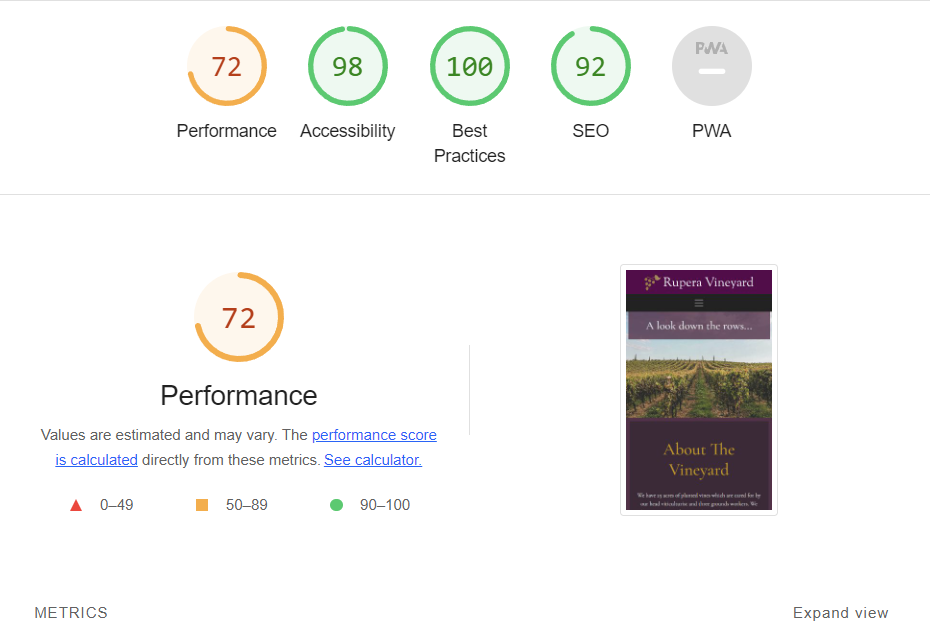 72
98
100
92
PWA
Performance
Accessibility
Best
Practices
SEO
PWA
72
Performance
Values are estimated and may vary. The performance score
is calculated directly from these metrics. See calculator.
0–49
50–89
90–100
Rupera Vineyard
A look down the rows...
About The
Vineyard
We have 15 acres of planted vines which are cared for by
our head viticulturist and three grounds workers. We
METRICS
Expand view